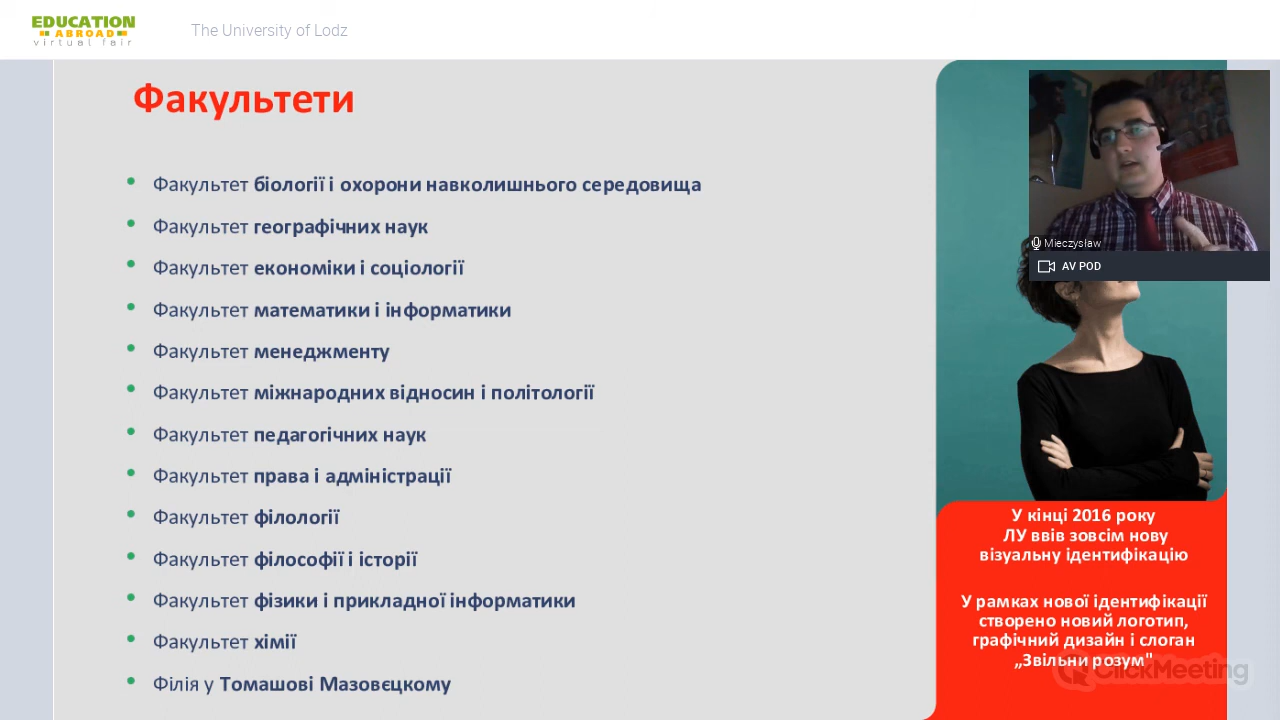 EDUCATION
ABROAD
virtual fair
The University of Lodz
Факультети
Факультет біології і охорони навколишнього середовища
Факультет географічних наук
Факультет економіки і соціології
Факультет математики і інформатики
Факультет менеджменту
Факультет міжнародних відносин і політології
Факультет педагогічних наук
Факультет права і адміністрації
Факультет філології
Факультет філософії і історії
Факультет фізики і прикладної інформатики
Факультет хімії
Філія у Томашові Мазовєцкому
Mieczysław
AV POD
У кінці 2016 року
ЛУ ввів зовсім нову
візуальну ідентифікацію
У рамках нової ідентифікації
створено новий логотип,
графічний дизайн і слоган
„Звільни розум"
ClickMeeting